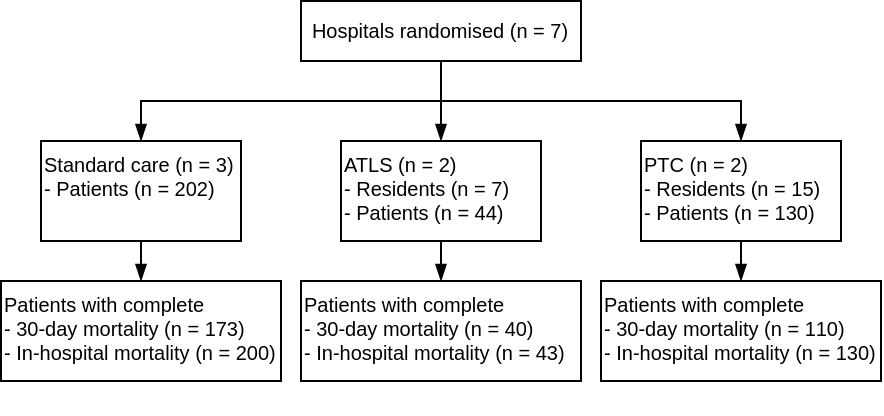 Hospitals randomised (n = 7)
Standard care (n = 3)
- Patients (n = 202)
ATLS (n = 2)
- Residents (n = 7)
- Patients (n = 44)
PTC (n = 2)
- Residents (n = 15)
- Patients (n = 130)
Patients with complete
- 30-day mortality (n = 173)
- In-hospital mortality (n = 200)
Patients with complete
- 30-day mortality (n = 40)
- In-hospital mortality (n = 43)
Patients with complete
- 30-day mortality (n = 110)
- In-hospital mortality (n = 130)